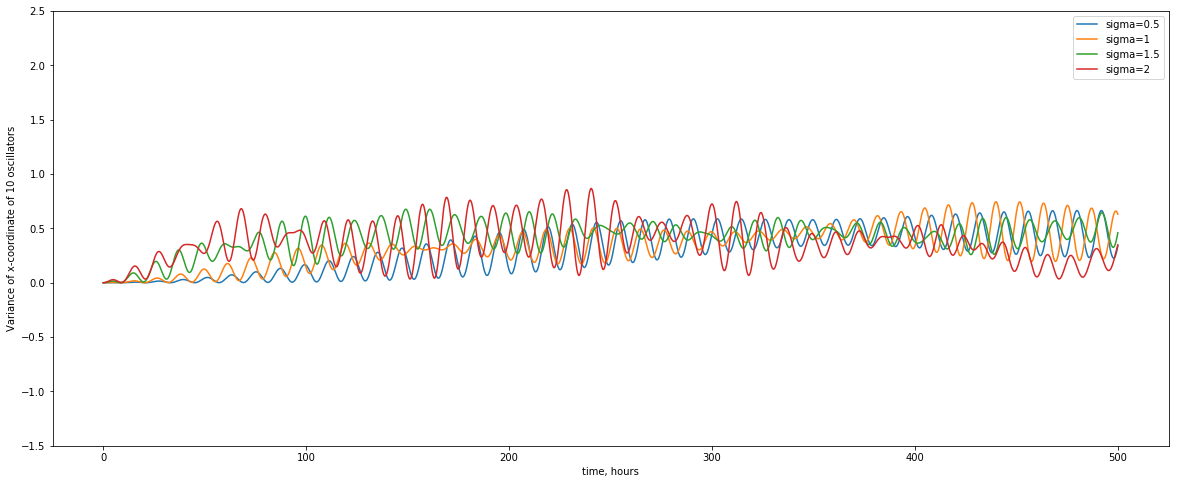 2.5
2.0
1.5
1.0
0.5
0.0
−0.5
−1.0
−1.5
Variance of x-coordinate of 10 oscillators
sigma=0.5
sigma=1
sigma=1.5
sigma=2
0 100 200 300 400 500
time, hours